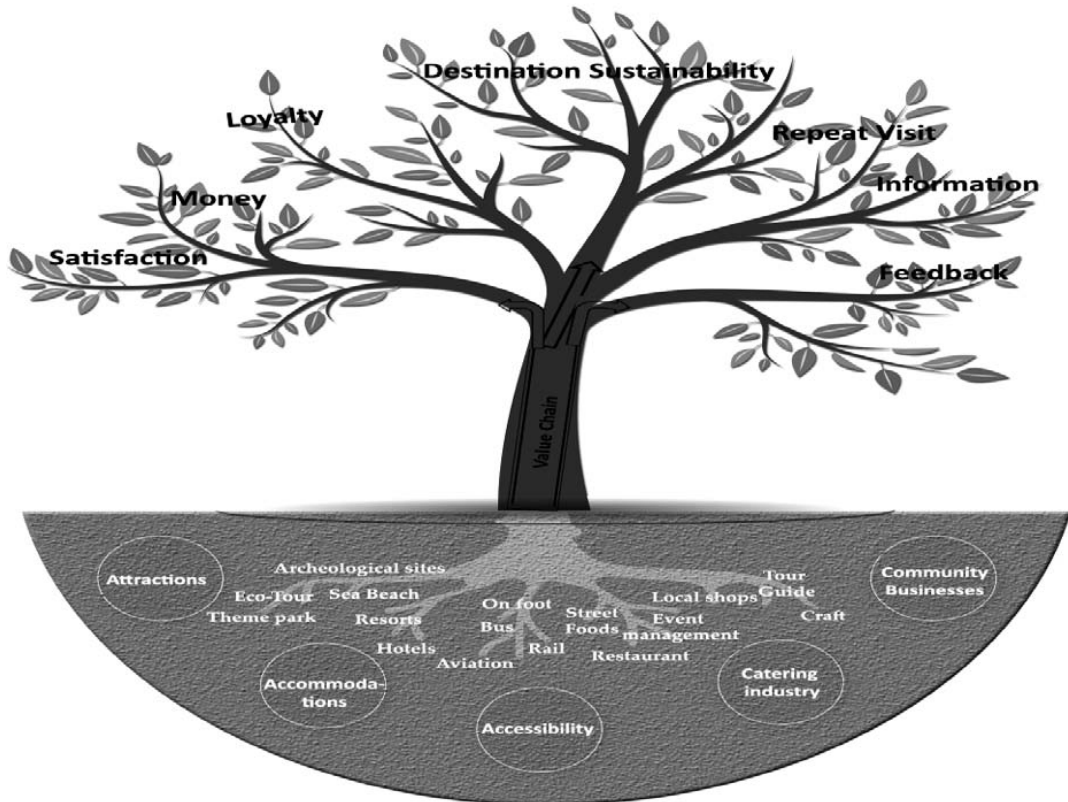 Destination Sustainability
Loyalty
Repeat Visit
Money
Information
Satisfaction
Feedback
Value Chain
Attractions
Archeological sites
Eco-Tour
Sea Beach
Theme park
Resorts
Hotels
On foot
Bus
Rail
Aviation
Street
Foods
Restaurant
Local shops
Event
management
Tour
Guide
Craft
Community
Businesses
Accommoda-
tions
Accessibility
Catering
industry